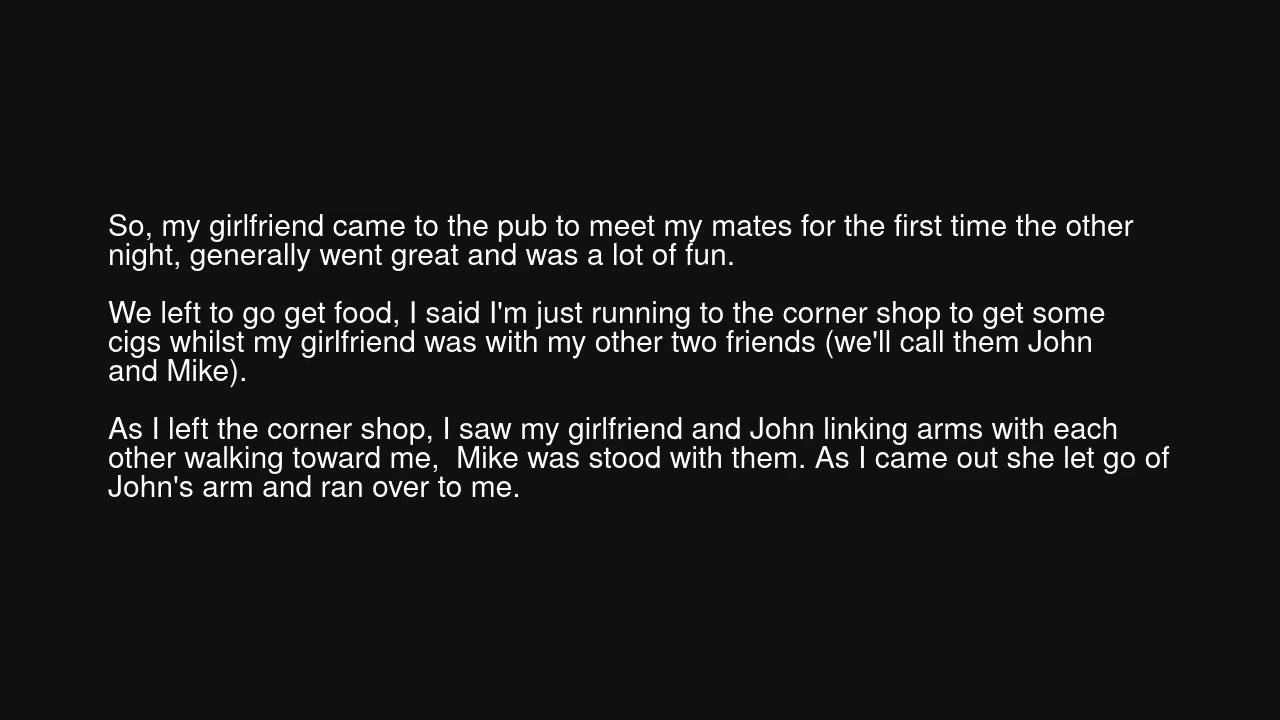 So, my girlfriend came to the pub to meet my mates for the first time the other
night, generally went great and was a lot of fun.
We left to go get food, I said I'm just running to the corner shop to get some
cigs whilst my girlfriend was with my other two friends (we'll call them John
and Mike).
As I left the corner shop, I saw my girlfriend and John linking arms with each
other walking toward me,  Mike was stood with them. As I came out she let go of
John's arm and ran over to me.